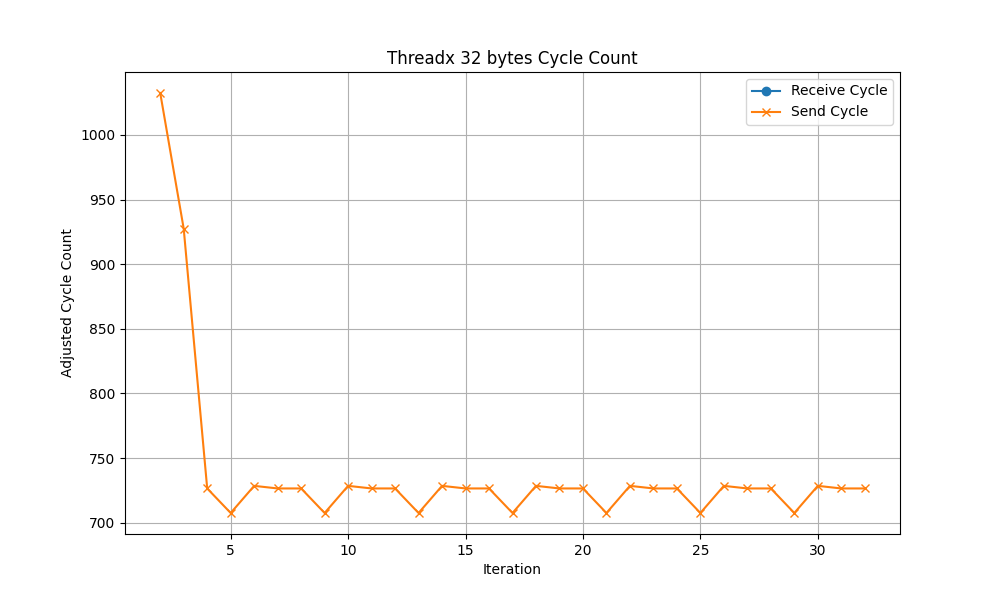 Threadx 32 bytes Cycle Count
Receive Cycle
Send Cycle
1000
950
900
850
800
750
700
Adjusted Cycle Count
5 10 15 20 25 30
Iteration